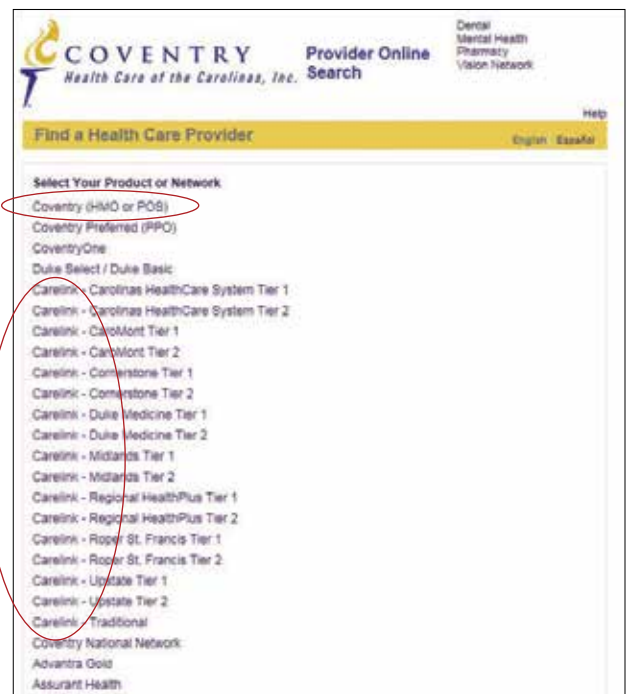 COVENTRY
Health Care of the Carolinas, Inc.
Provider Online
Search
Dental
Mental Health
Pharmacy
Vision Network
Help
Find a Health Care Provider
English Español
Select Your Product or Network
Coventry (HMO or POS)
Coventry Preferred (PPO)
CoventryOne
Duke Select / Duke Basic
Carelink - Carolinas HealthCare System Tier 1
Carelink - Carolinas HealthCare System Tier 2
Carelink - CaroMont Tier 1
Carelink - CaroMont Tier 2
Carelink - Cornerstone Tier 1
Carelink - Cornerstone Tier 2
Carelink - Duke Medicine Tier 1
Carelink - Duke Medicine Tier 2
Carelink - Midlands Tier 1
Carelink - Midlands Tier 2
Carelink - Regional HealthPlus Tier 1
Carelink - Regional HealthPlus Tier 2
Carelink - Roper St. Francis Tier 1
Carelink - Roper St. Francis Tier 2
Carelink - Upstate Tier 1
Carelink - Upstate Tier 2
Carelink - Traditional
Coventry National Network
Advantra Gold
Assurant Health